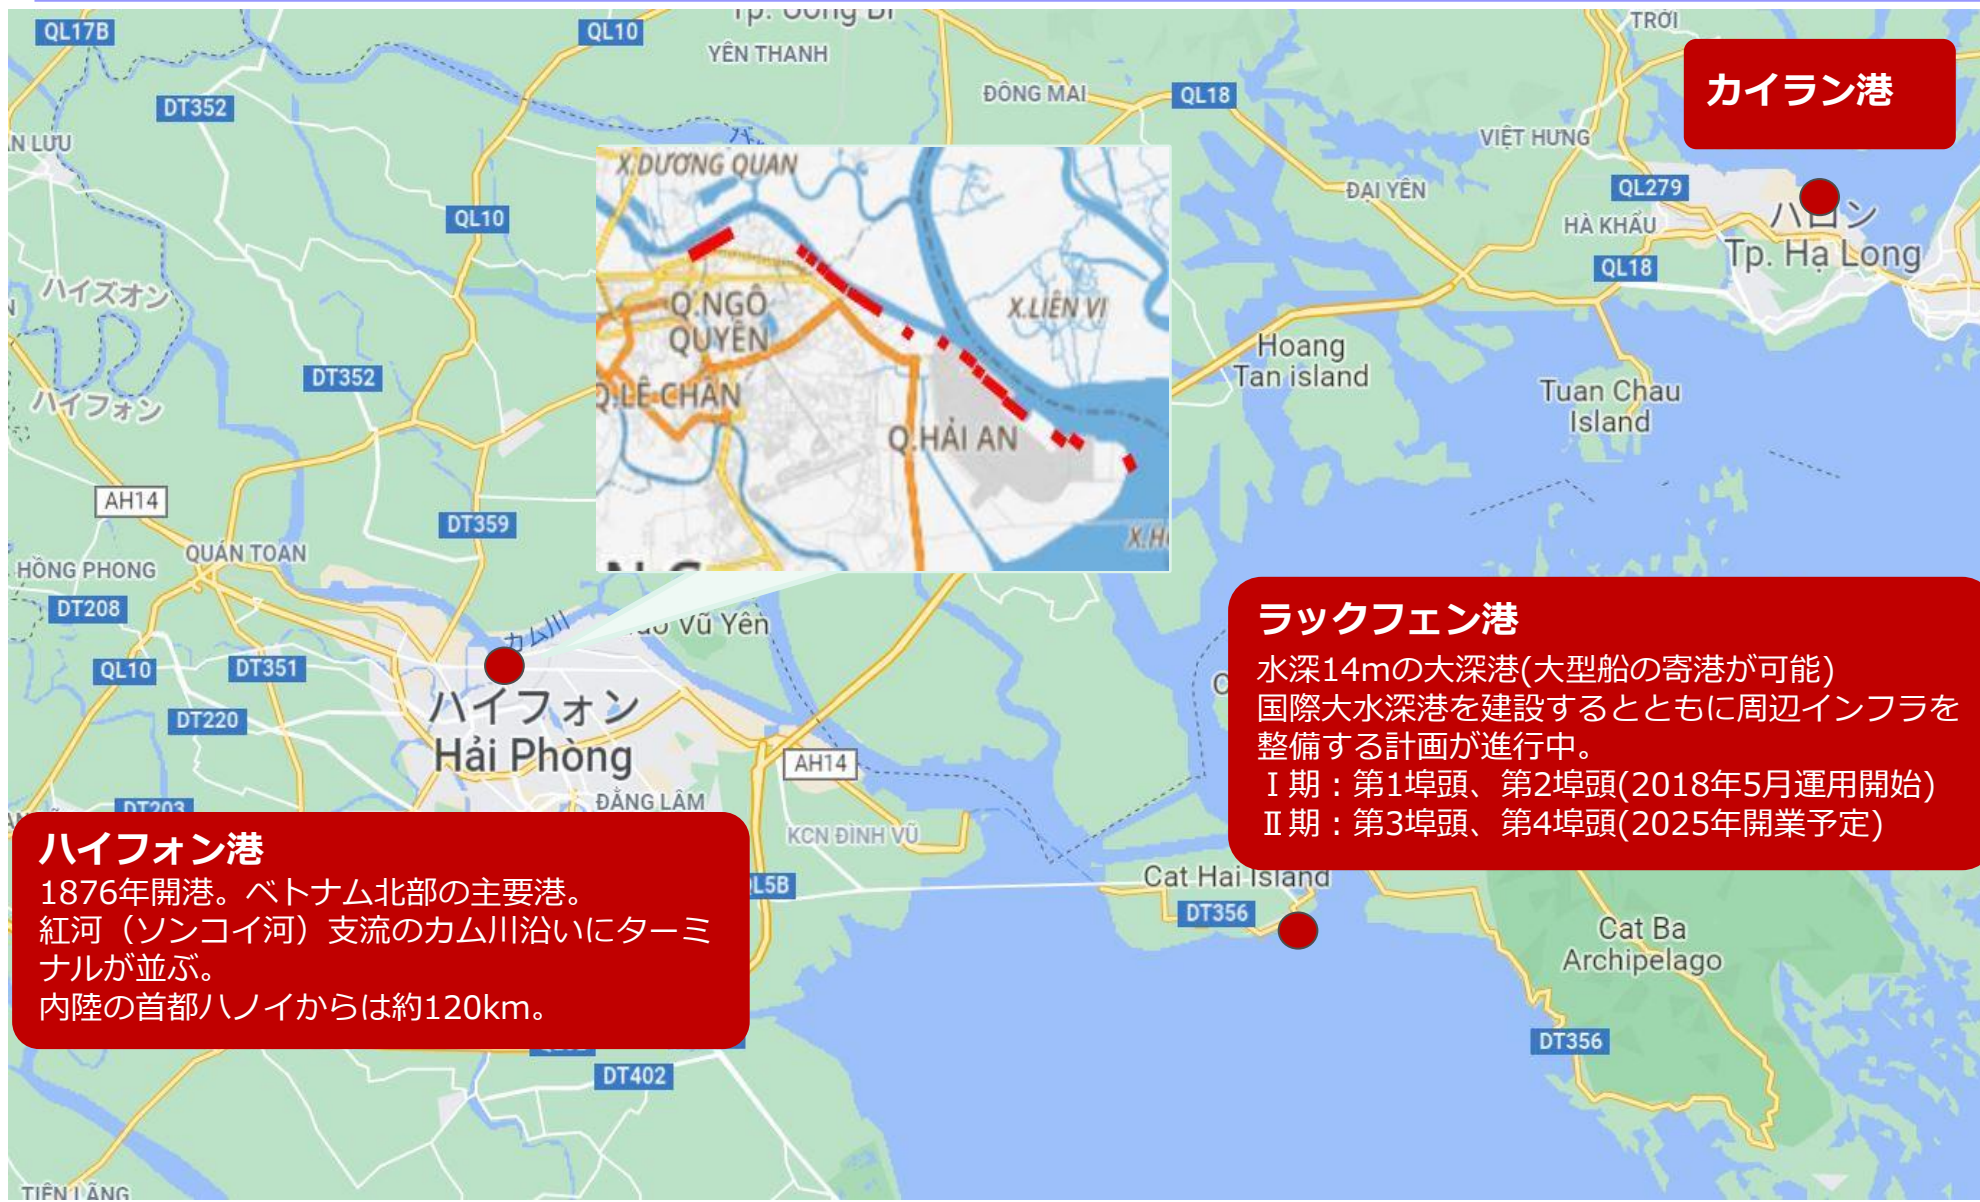 QL17B
QL10
YÊN THANH
TRỚI
カイラン港
DT352
ĐÔNG MAI
QL18
VIỆT HƯNG
X.DƯƠNG QUAN
ĐẠI YÊN
QL279
QL10
HÀ KHẨU
ハロン
Tp. Hạ Long
QL18
ハイズオン
Q.NGÔ
QUYỀN
X.LIÊN VỊ
Hoang
Tan island
DT352
ハイフォン
Q.LÊ CHÂN
Tuan Chau
Island
Q.HẢI AN
AH14
DT359
QUÁN TOAN
HỒNG PHONG
DT208
カム川
Vũ Yên
QL10
DT351
DT220
ハイフォン
Hải Phòng
AH14
ĐẰNG LÂM
DT203
KCN ĐÌNH VŨ
ラックフェン港
水深14mの大深港(大型船の寄港が可能)
国際大水深港を建設するとともに周辺インフラを
整備する計画が進行中。
Ⅰ期：第1埠頭、第2埠頭(2018年5月運用開始)
Ⅱ期：第3埠頭、第4埠頭(2025年開業予定)
ハイフォン港
1876年開港。ベトナム北部の主要港。
紅河（ソンコイ河）支流のカム川沿いにターミ
ナルが並ぶ。
内陸の首都ハノイからは約120km。
Cat Hai Island
DT356
Cat Ba
Archipelago
DT356
DT402
TIÊN LÃNG